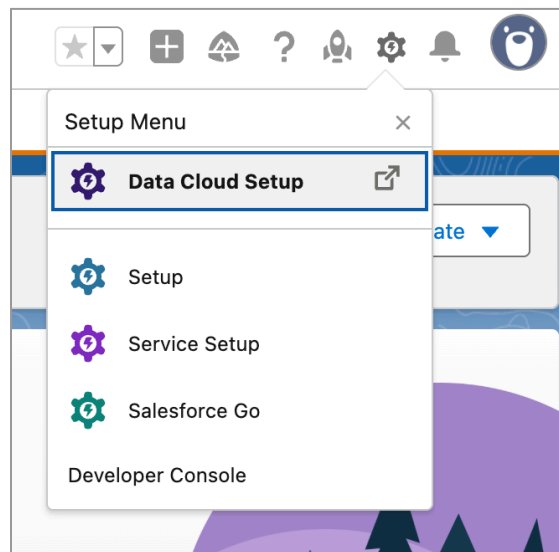 Setup Menu
Data Cloud Setup
ate
Setup
Service Setup
Salesforce Go
Developer Console